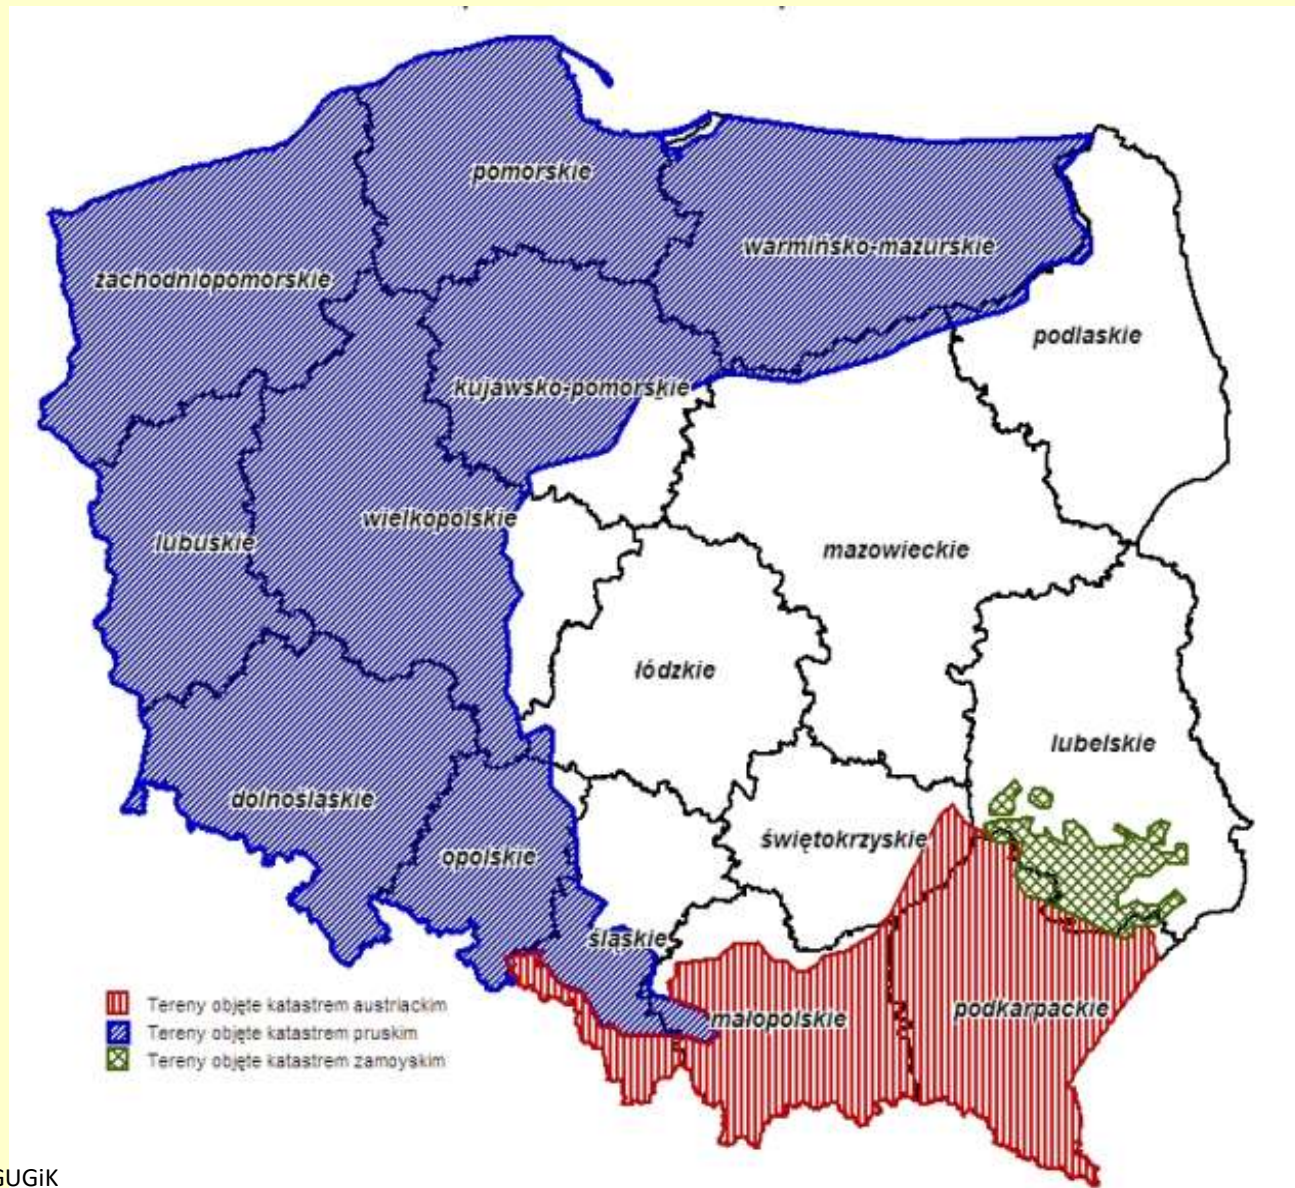 pomorskie
warmińsko-mazurskie
zachodniopomorskie
podlaskie
kujawsko-pomorskie
wielkopolskie
lubuskie
mazowieckie
łódzkie
lubelskie
dolnośląskie
świętokrzyskie
opolskie
śląskie
małopolskie
podkarpackie
Tereny objęte katastrem austriackim
Tereny objęte katastrem pruskim
Tereny objęte katastrem zamoyskim
GUGiK